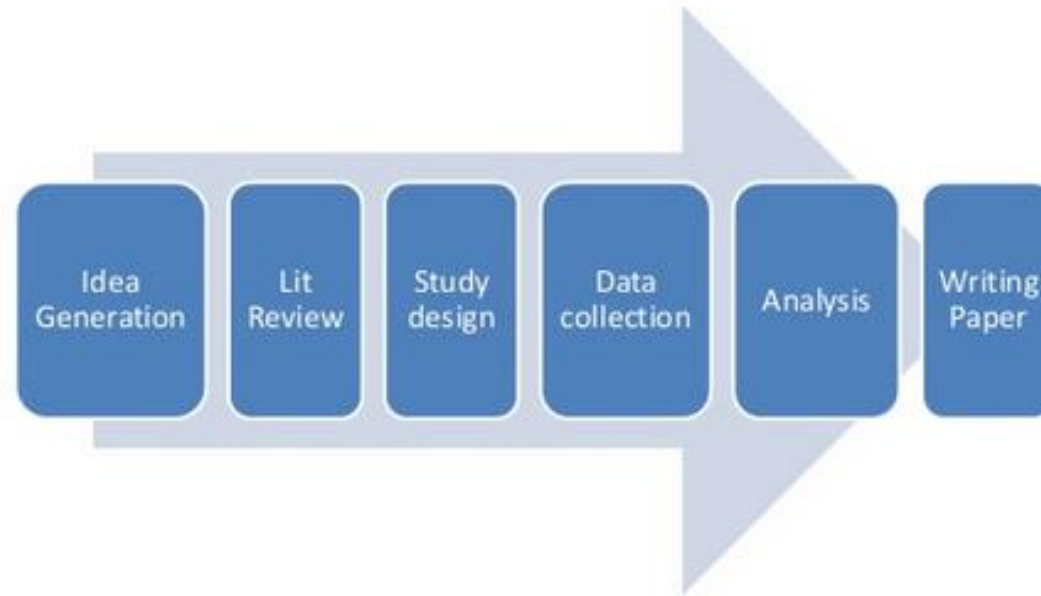 Idea
Generation
Lit
Review
Study
design
Data
collection
Analysis
Writing
Paper